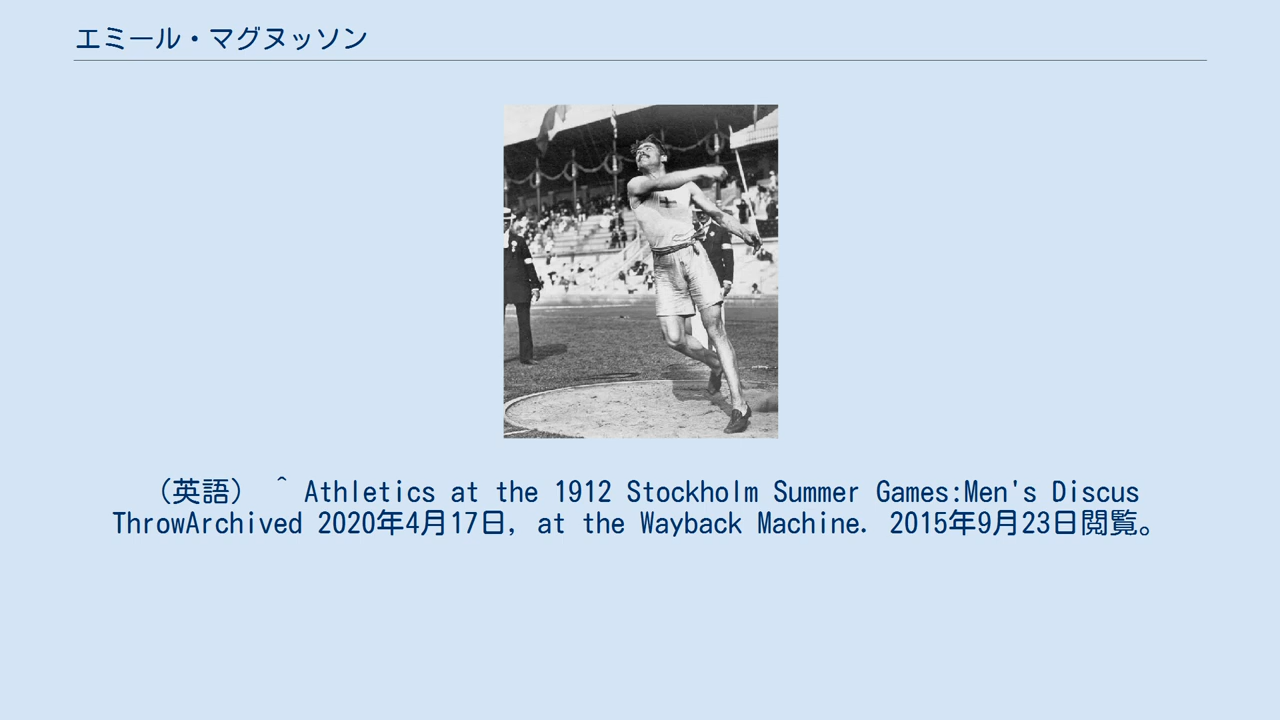 エミール・マグヌッソン
（英語） ^ Athletics at the 1912 Stockholm Summer Games:Men's Discus
ThrowArchived 2020年4月17日, at the Wayback Machine. 2015年9月23日閲覧。